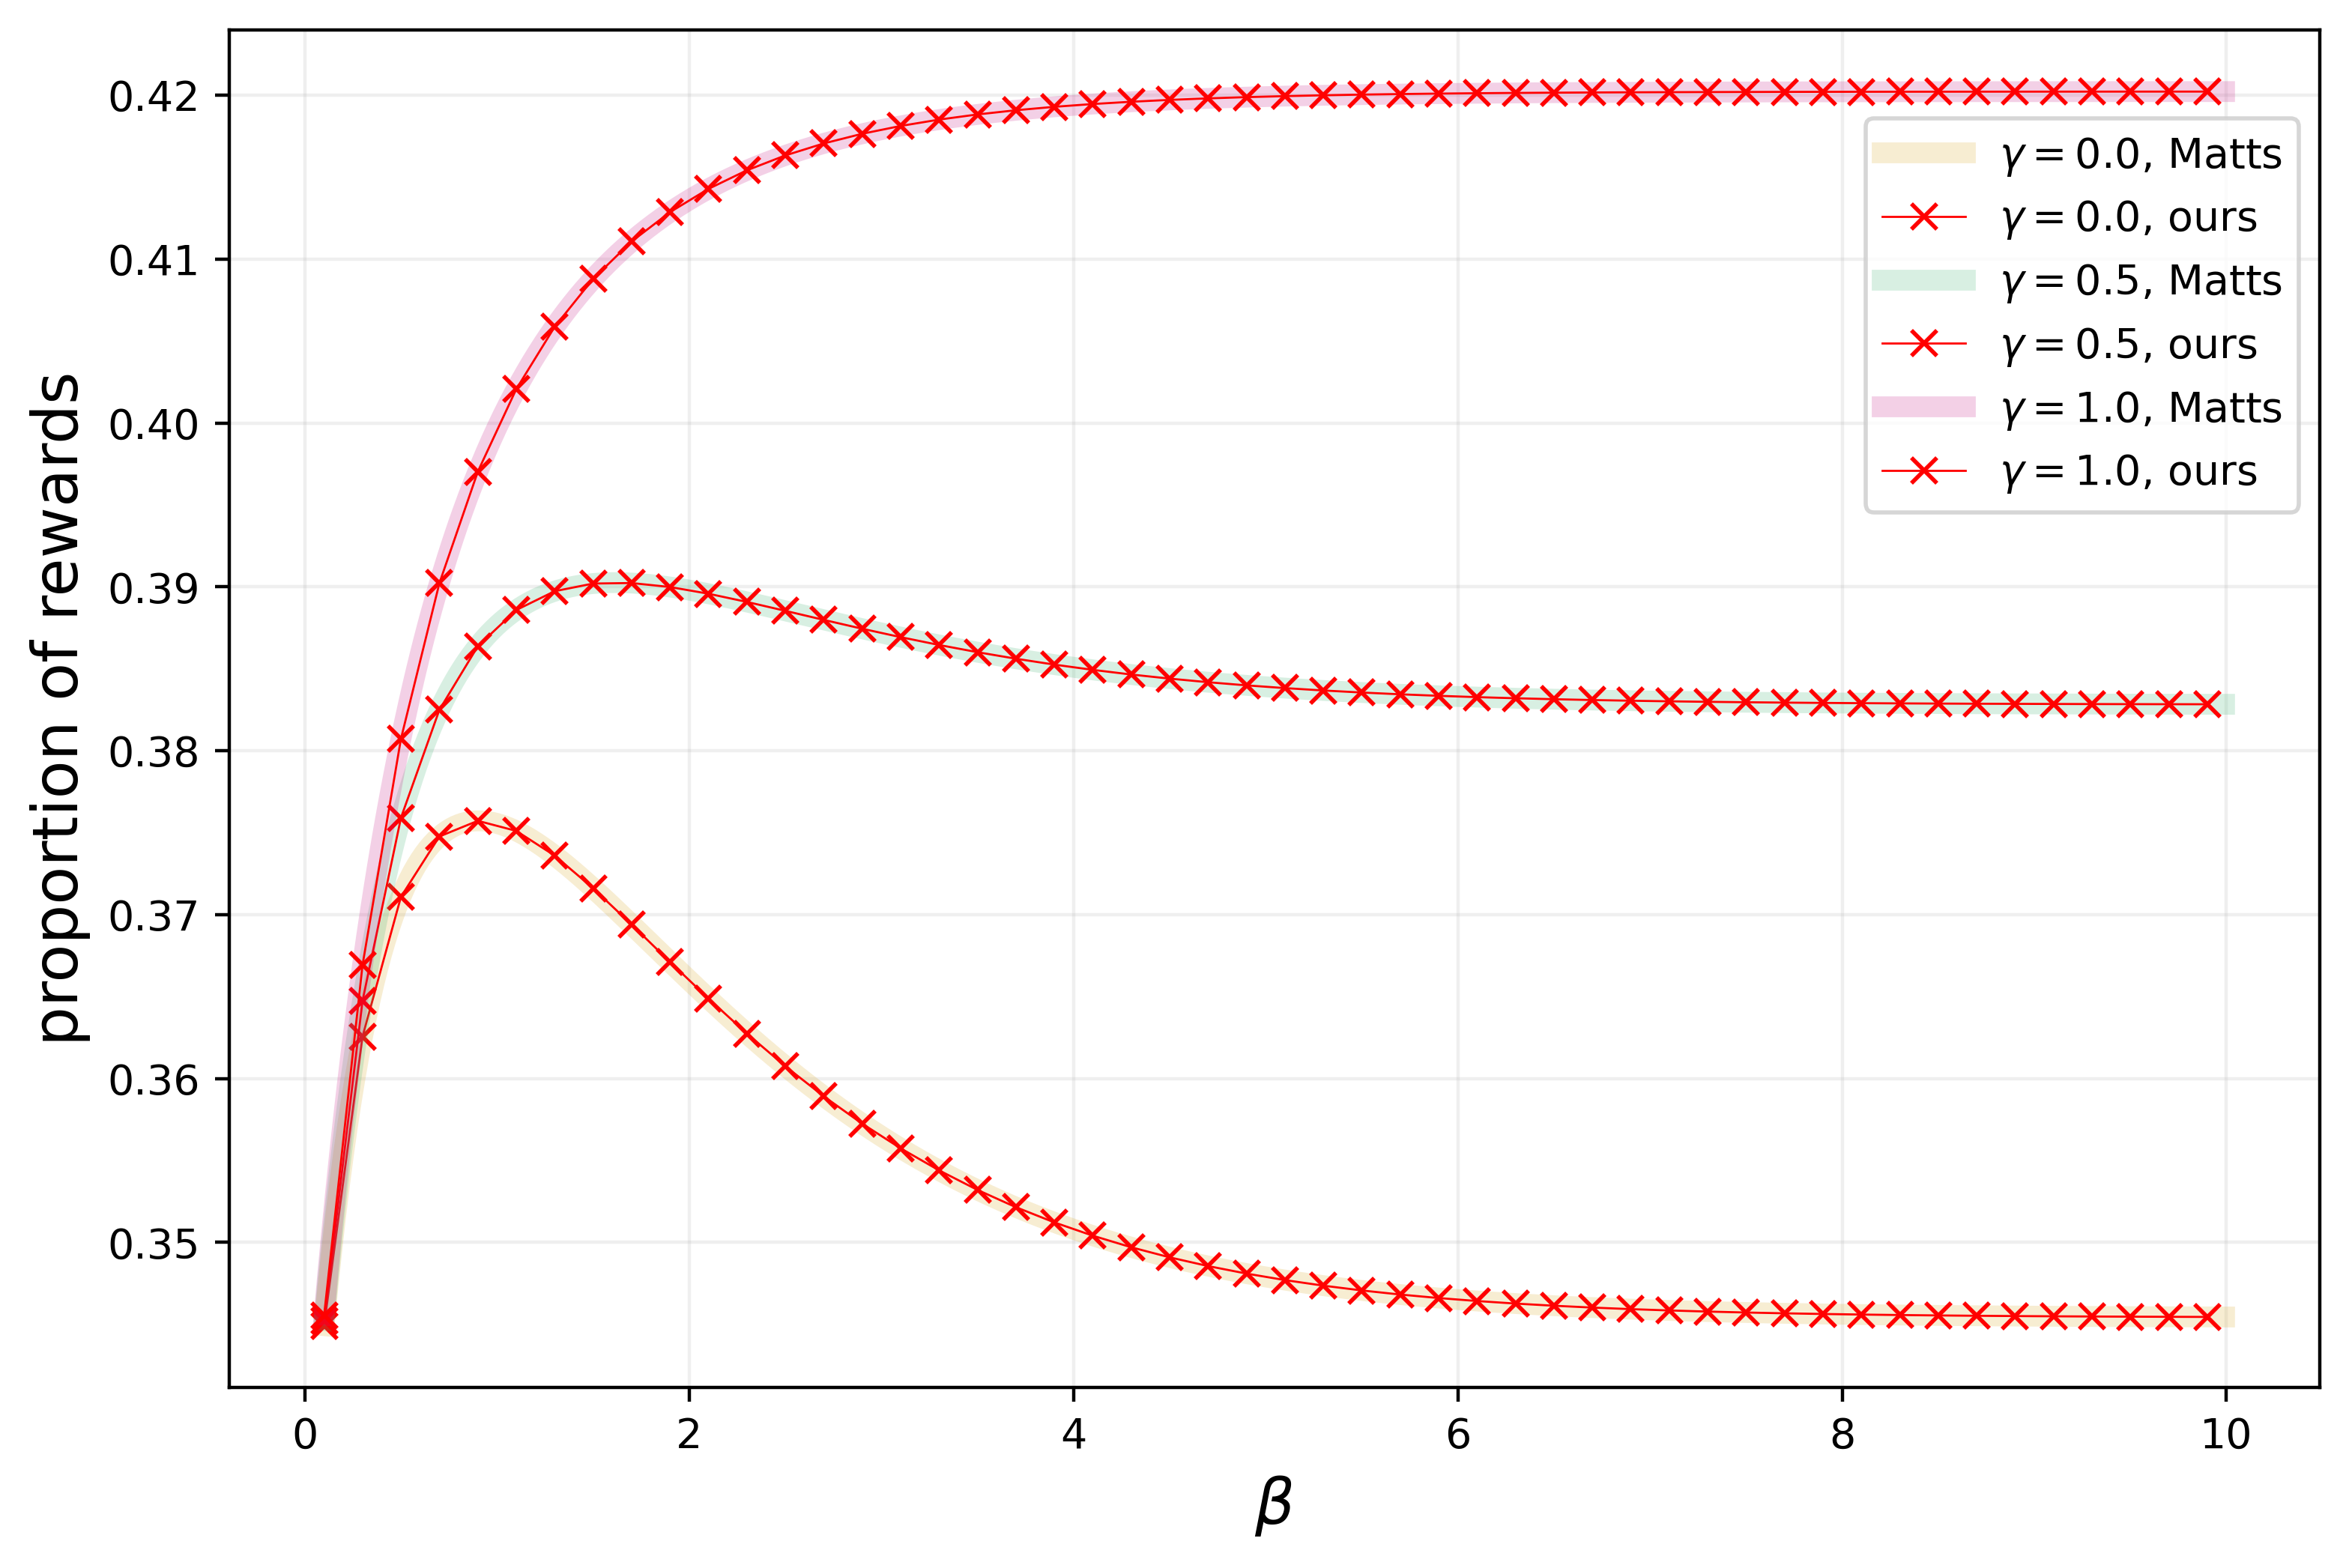 0.42
0.41
0.40
0.39
0.38
0.37
0.36
0.35
proportion of rewards
0 2 4 6 8 10
β
γ = 0.0, Matts
γ = 0.0, ours
γ = 0.5, Matts
γ = 0.5, ours
γ = 1.0, Matts
γ = 1.0, ours